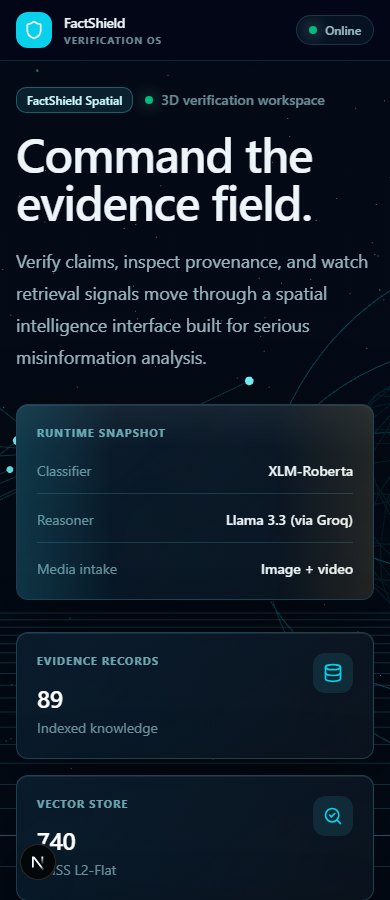 FactShield
VERIFICATION OS
Online
FactShield Spatial
3D verification workspace
Command the
evidence field.
Verify claims, inspect provenance, and watch
retrieval signals move through a spatial
intelligence interface built for serious
misinformation analysis.
RUNTIME SNAPSHOT
Classifier XLM-Roberta
Reasoner Llama 3.3 (via Groq)
Media intake Image + video
EVIDENCE RECORDS
89
Indexed knowledge
VECTOR STORE
740
N
L2-Flat